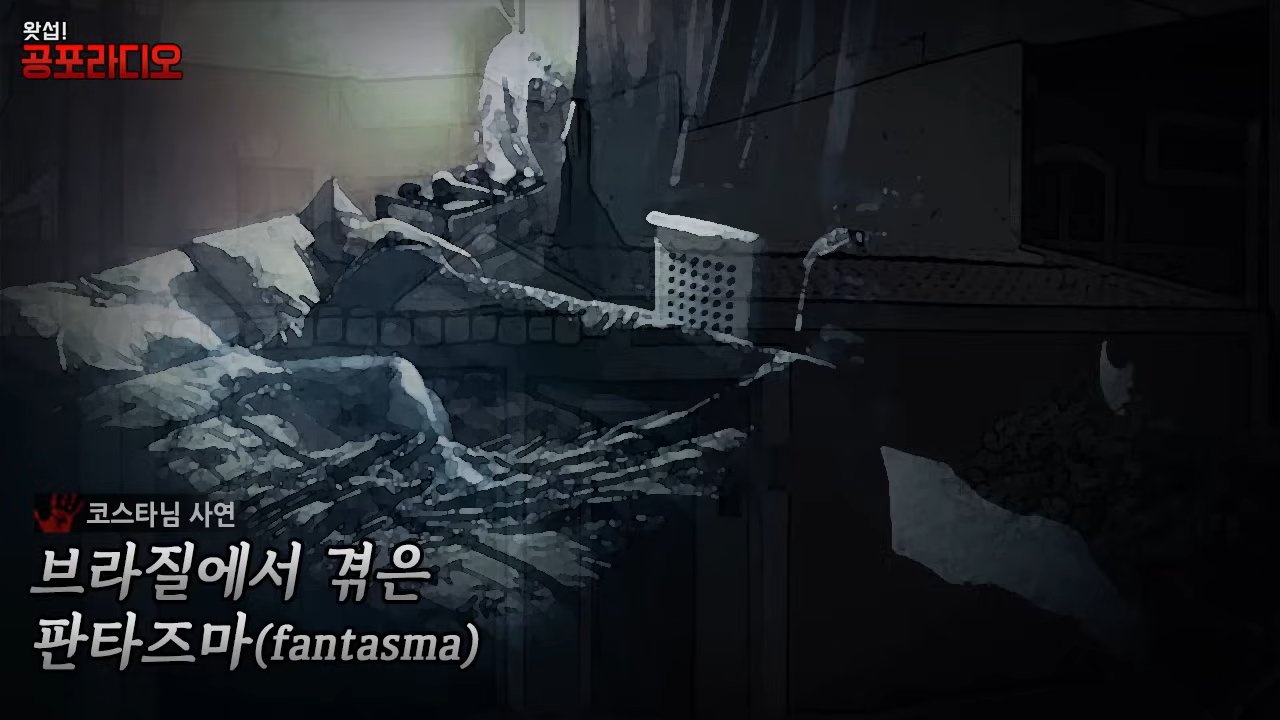 왓섭!
공포라디오
코스타님 사연
브라질에서 겪은
판타즈마(fantasma)